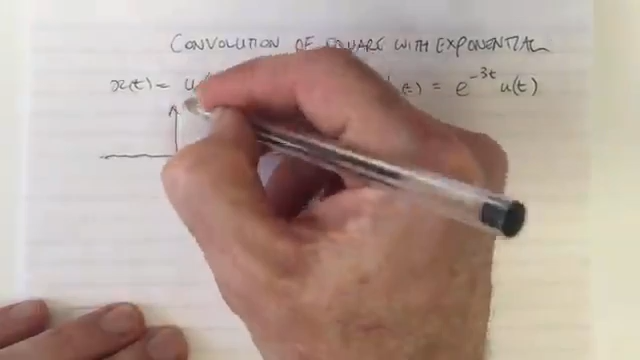 CONVOLUTION OF SQUARE WITH EXPONENTIAL
x(t) = u (t) = e^-3t u(t)